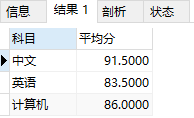 信息 结果 1 剖析 状态
科目 平均分
中文 91.5000
英语 83.5000
计算机 86.0000